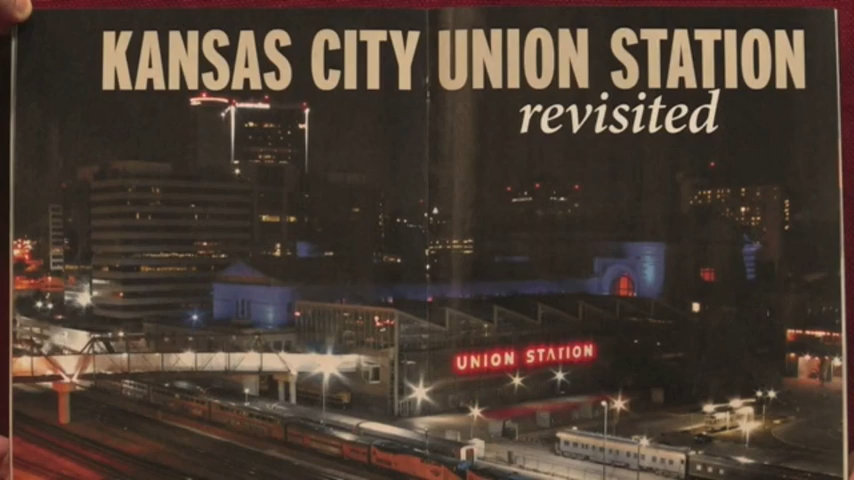 KANSAS CITY UNION STATION
revisited
UNION STATION